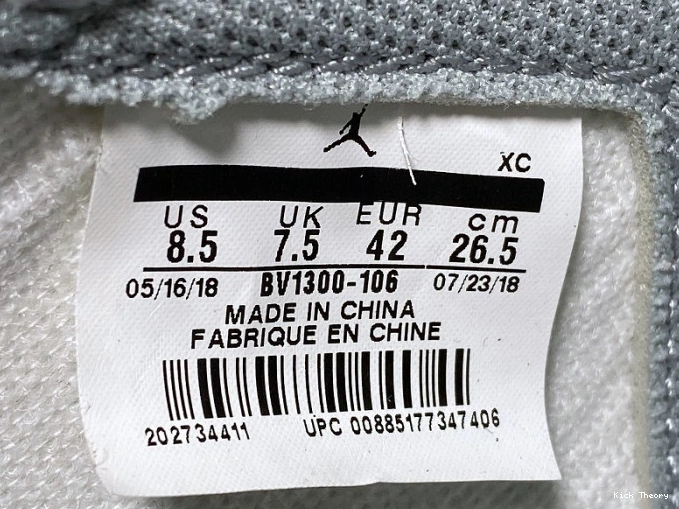 XC
US UK EUR cm
8.5 7.5 42 26.5
05/16/18 BV1300-106 07/23/18
MADE IN CHINA
FABRIQUE EN CHINE
202734411 UPC 00885177347406
Kick Theory